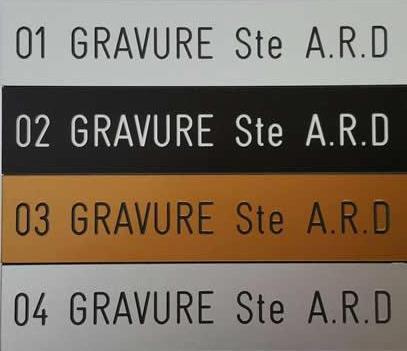 01 GRAVURE Ste A.R.D
02 GRAVURE Ste A.R.D
03 GRAVURE Ste A.R.D
04 GRAVURE Ste A.R.D